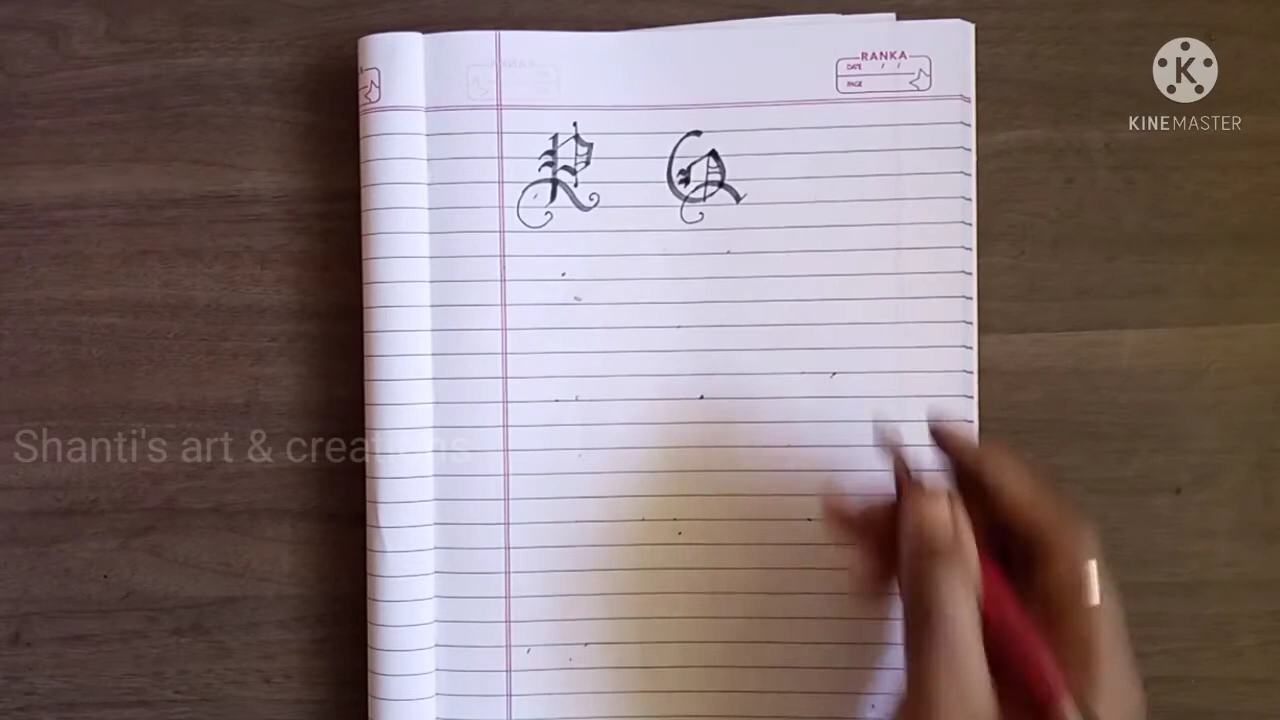 RANKA
DATE / /
PAGE
KINEMASTER
Q
Shanti's art & creations